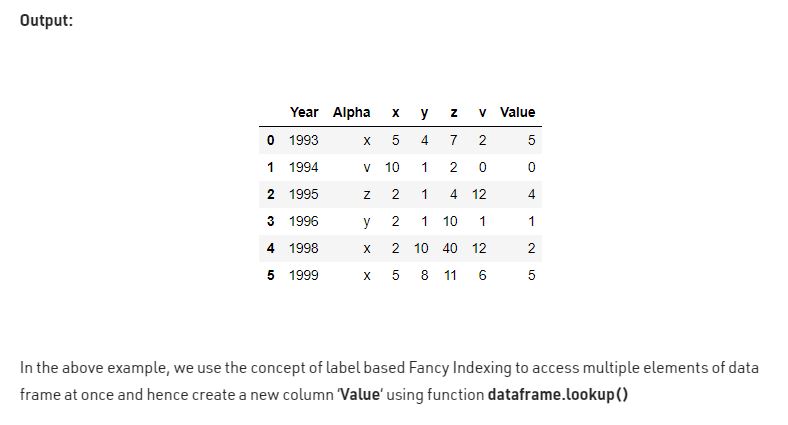 Output:
Year Alpha x y z v Value
0 1993 x 5 4 7 2 5
1 1994 v 10 1 2 0 0
2 1995 z 2 1 4 12 4
3 1996 y 2 1 10 1 1
4 1998 x 2 10 40 12 2
5 1999 x 5 8 11 6 5
In the above example, we use the concept of label based Fancy Indexing to access multiple elements of data
frame at once and hence create a new column 'Value' using function dataframe.lookup()